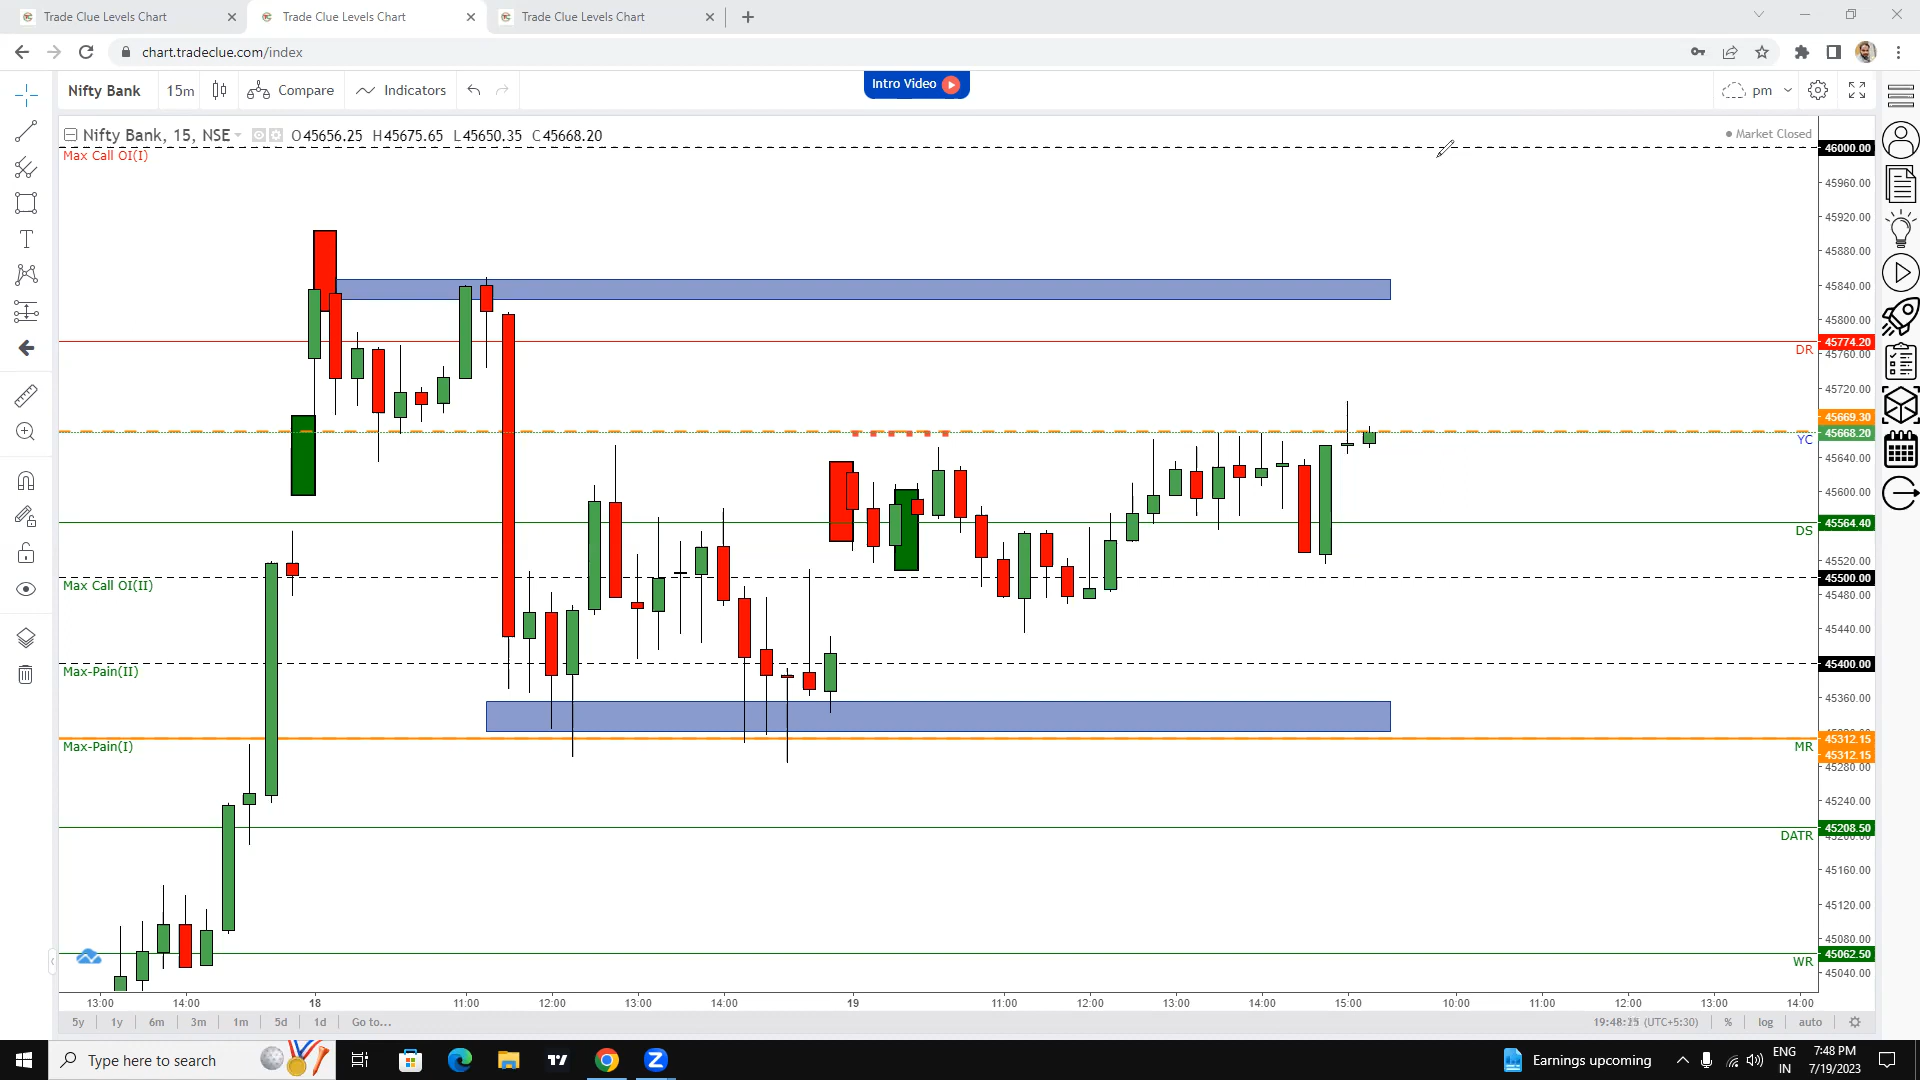 Trade Clue Levels Chart
Trade Clue Levels Chart
Trade Clue Levels Chart
chart.tradeclue.com/index
Nifty Bank
15m
Compare
Indicators
Intro Video
pm
Nifty Bank, 15, NSE
O45656.25 H45675.65 L45650.35 C45668.20
Market Closed
Max Call OI(I)
46000.00
45960.00
45920.00
45880.00
45840.00
45800.00
45774.20
DR
45760.00
45720.00
45669.30
45668.20
YC
45640.00
45600.00
45564.40
DS
45520.00
45500.00
Max Call OI(II)
45480.00
45440.00
45400.00
Max-Pain(II)
45360.00
45312.15
Max-Pain(I)
MR
45312.15
45280.00
45240.00
45208.50
DATR
45160.00
45120.00
45080.00
45062.50
WR
45040.00
13:00 14:00 18 11:00 12:00 13:00 14:00 19 11:00 12:00 13:00 14:00 15:00 10:00 11:00 12:00 13:00 14:00
5y 1y 6m 3m 1m 5d 1d Go to...
(UTC+5:30) % log auto
Type here to search
Earnings upcoming
ENG
IN
7:48 PM
7/19/2023